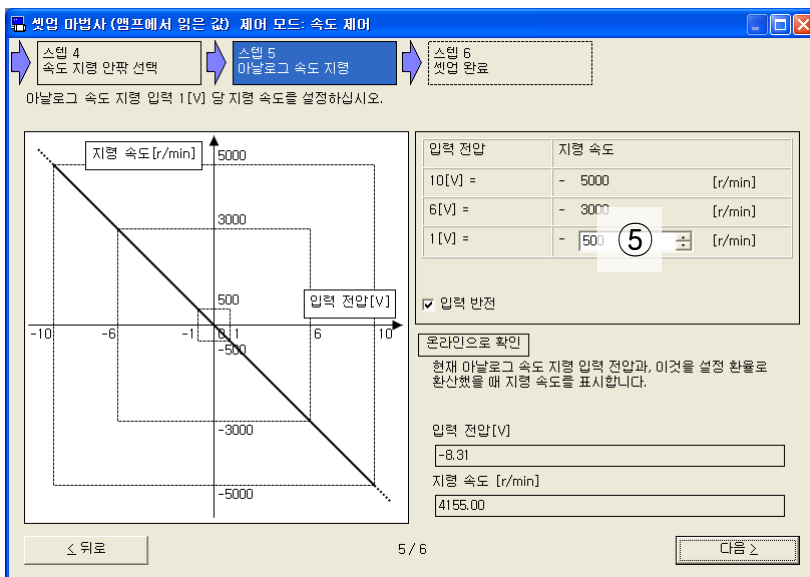 셋업 마법사 (앰프에서 읽은 값)  제어 모드: 속도 제어
스텝 4
속도 지령 안팎 선택
스텝 5
아날로그 속도 지령
스텝 6
셋업 완료
아날로그 속도 지령 입력 1[V] 당 지령 속도를 설정하십시오.
지령 속도[r/min]
5000
3000
500
입력 전압[V]
-10 -6 -1 0 1 6 10
-500
-3000
-5000
입력 전압 지령 속도
10[V] = - 5000 [r/min]
6[V] = - 3000 [r/min]
1[V] = - 500 ⑤ [r/min]
입력 반전
온라인으로 확인
현재 아날로그 속도 지령 입력 전압과, 이것을 설정 환율로
환산했을 때 지령 속도를 표시합니다.
입력 전압[V]
-8.31
지령 속도 [r/min]
4155.00
< 뒤로
5 / 6
다음 >